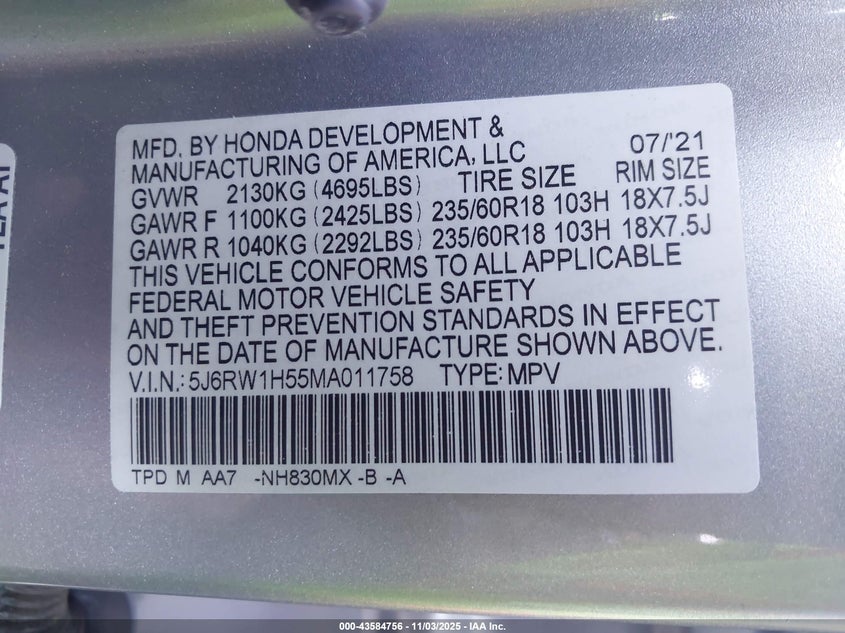 MFD. BY HONDA DEVELOPMENT &
MANUFACTURING OF AMERICA, LLC 07/'21
GVWR 2130KG (4695LBS) TIRE SIZE RIM SIZE
GAWR F 1100KG (2425LBS) 235/60R18 103H 18X7.5J
GAWR R 1040KG (2292LBS) 235/60R18 103H 18X7.5J
THIS VEHICLE CONFORMS TO ALL APPLICABLE
FEDERAL MOTOR VEHICLE SAFETY
AND THEFT PREVENTION STANDARDS IN EFFECT
ON THE DATE OF MANUFACTURE SHOWN ABOVE.
V.I.N.: 5J6RW1H55MA011758 TYPE: MPV
TPD M AA7 -NH830MX -B -A
000-43584756 - 11/03/2025 - IAA Inc.